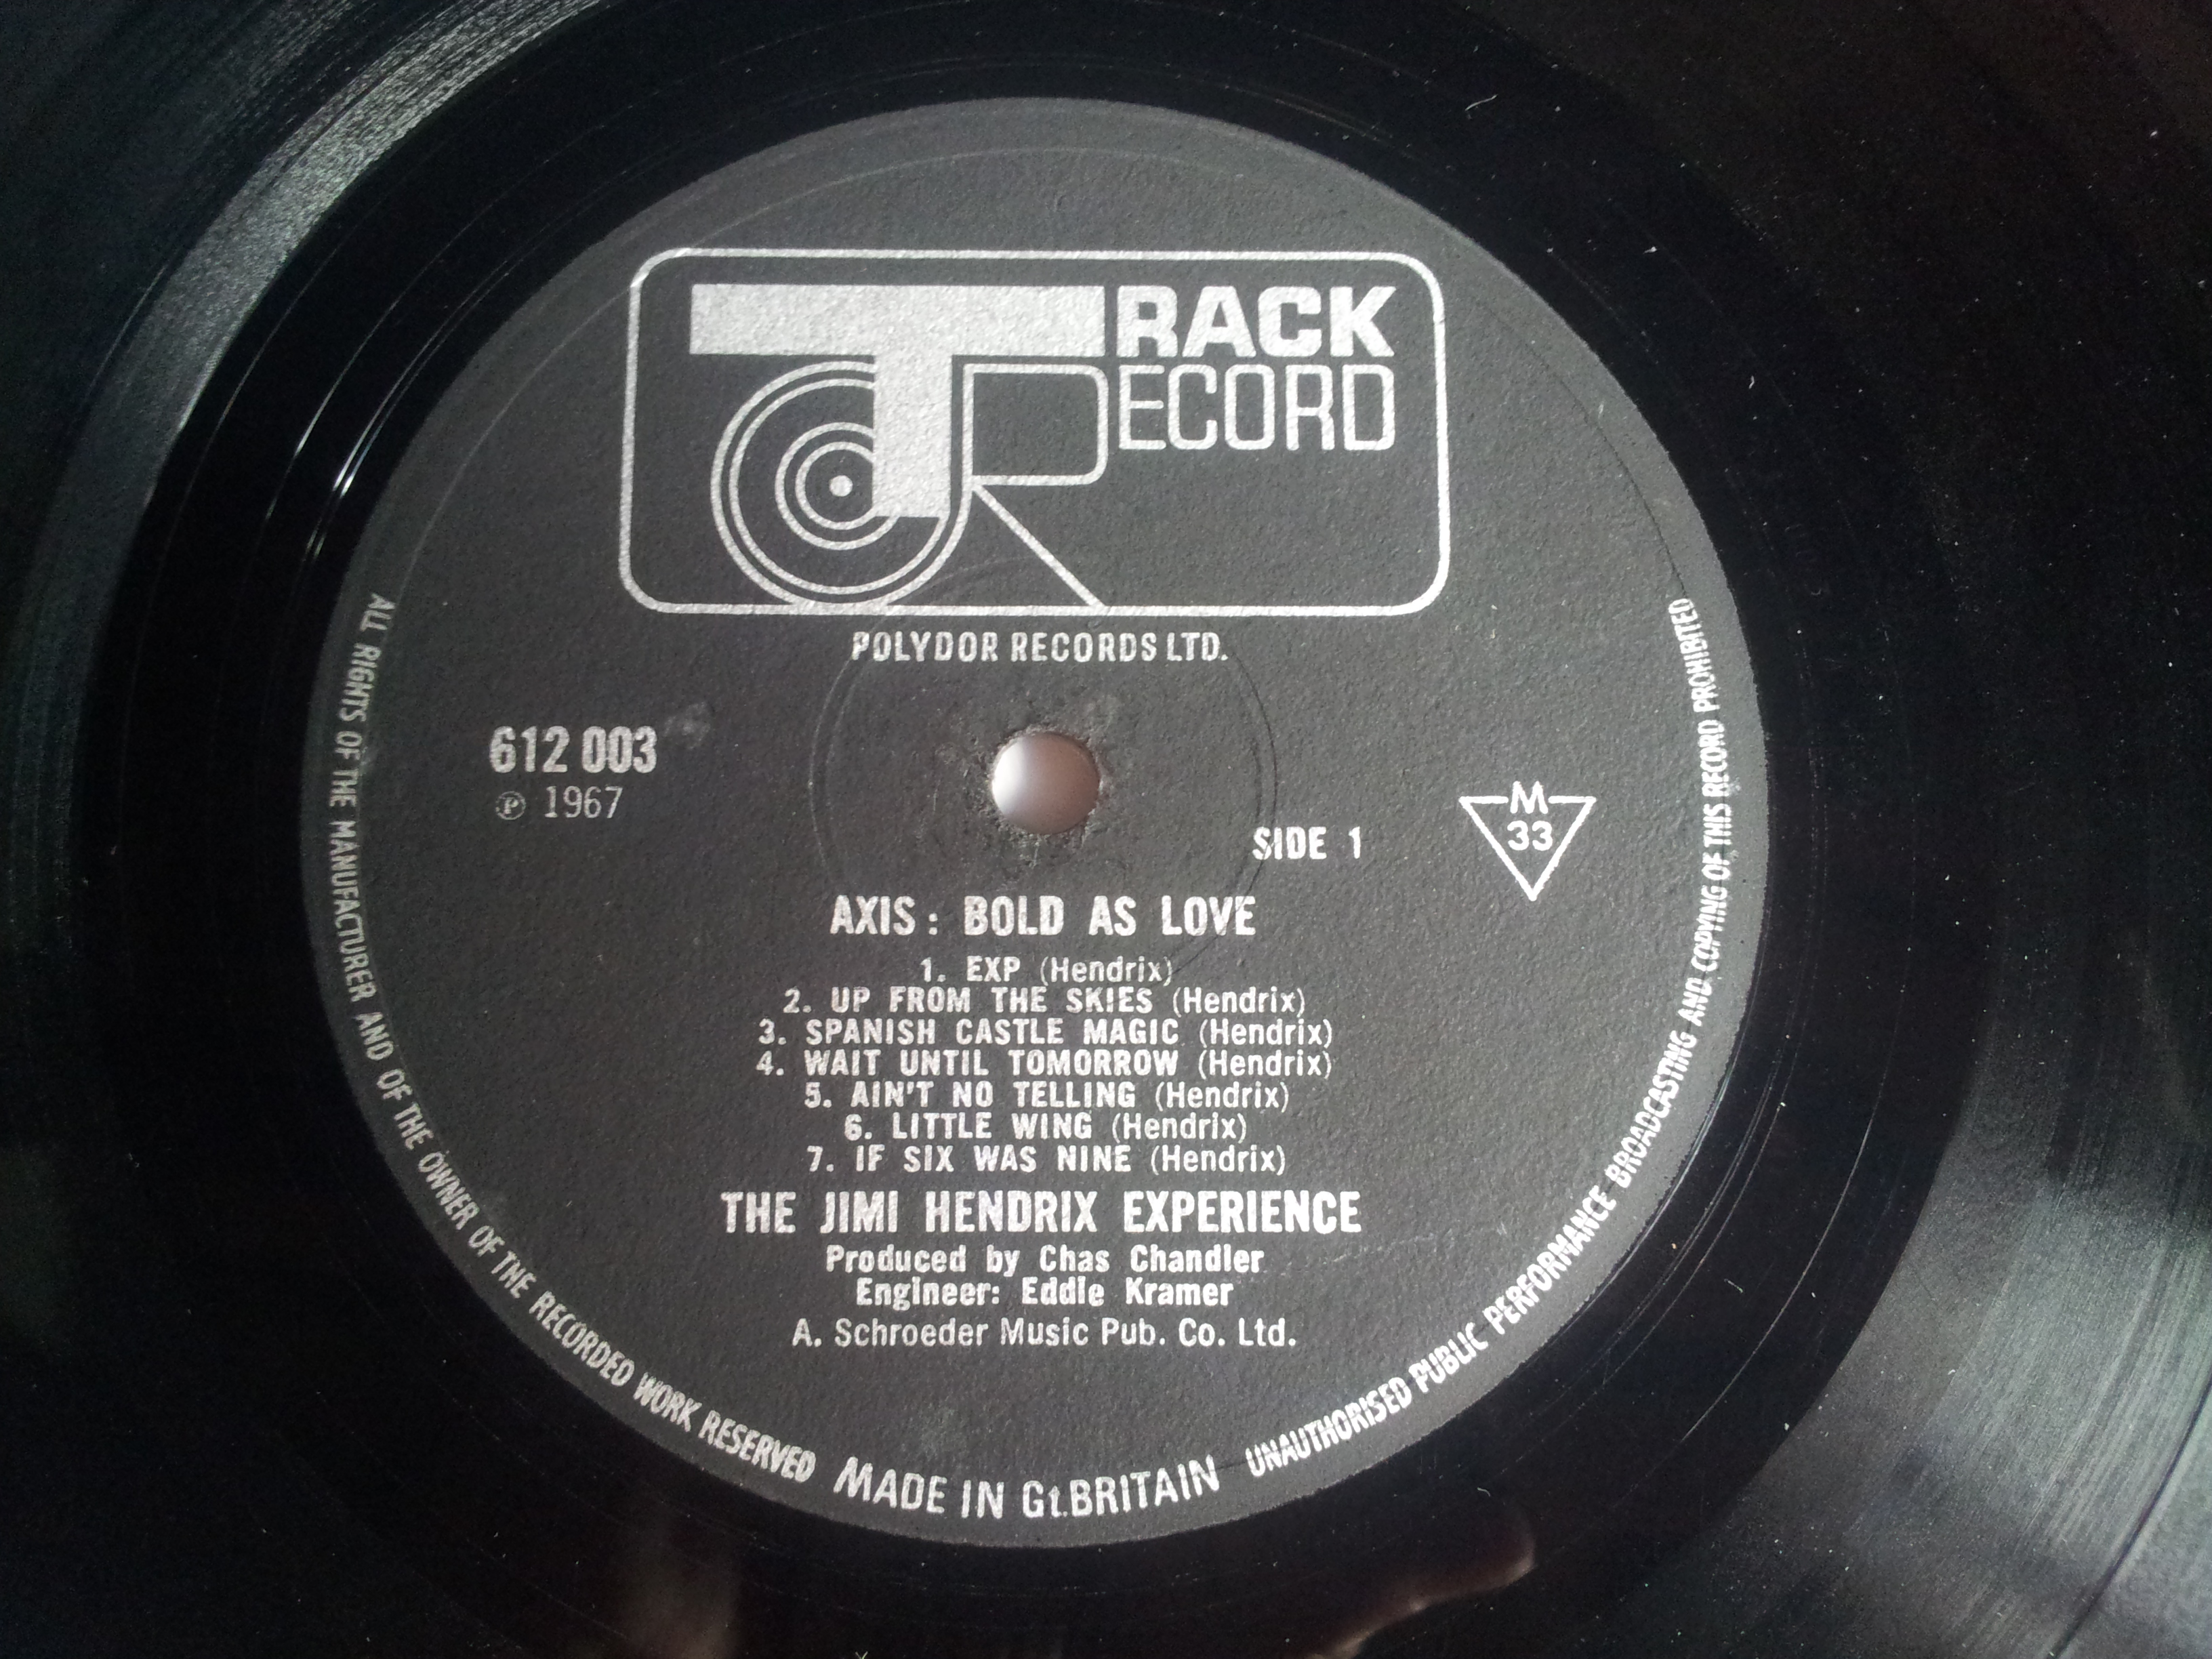 TRACK
RECORD
POLYDOR RECORDS LTD.
612 003
℗ 1967
SIDE 1
M
33
AXIS : BOLD AS LOVE
1. EXP (Hendrix)
2. UP FROM THE SKIES (Hendrix)
3. SPANISH CASTLE MAGIC (Hendrix)
4. WAIT UNTIL TOMORROW (Hendrix)
5. AIN'T NO TELLING (Hendrix)
6. LITTLE WING (Hendrix)
7. IF SIX WAS NINE (Hendrix)
THE JIMI HENDRIX EXPERIENCE
Produced by Chas Chandler
Engineer: Eddie Kramer
A. Schroeder Music Pub. Co. Ltd.
ALL RIGHTS OF THE MANUFACTURER AND OF THE OWNER OF THE RECORDED WORK RESERVED MADE IN Gt.BRITAIN UNAUTHORISED PUBLIC PERFORMANCE BROADCASTING AND COPYING OF THIS RECORD PROHIBITED